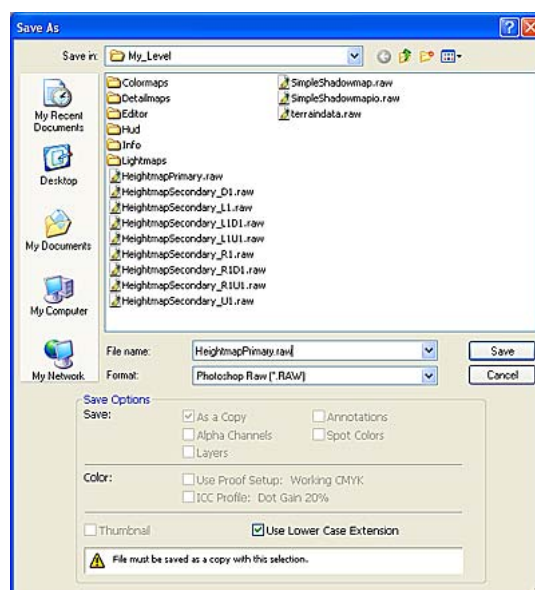 Save As
Save in: My_Level
My Recent Documents
Desktop
My Documents
My Computer
My Network
Colormaps
Detailmaps
Editor
Hud
Info
Lightmaps
HeightmapPrimary.raw
HeightmapSecondary_D1.raw
HeightmapSecondary_L1.raw
HeightmapSecondary_L1D1.raw
HeightmapSecondary_L1U1.raw
HeightmapSecondary_R1.raw
HeightmapSecondary_R1D1.raw
HeightmapSecondary_R1U1.raw
HeightmapSecondary_U1.raw
SimpleShadowmap.raw
SimpleShadowmapio.raw
terraindata.raw
File name: HeightmapPrimary.raw
Save
Format: Photoshop Raw (*.RAW)
Cancel
Save Options
Save: As a Copy Annotations
Alpha Channels Spot Colors
Layers
Color: Use Proof Setup: Working CMYK
ICC Profile: Dot Gain 20%
Thumbnail Use Lower Case Extension
File must be saved as a copy with this selection.